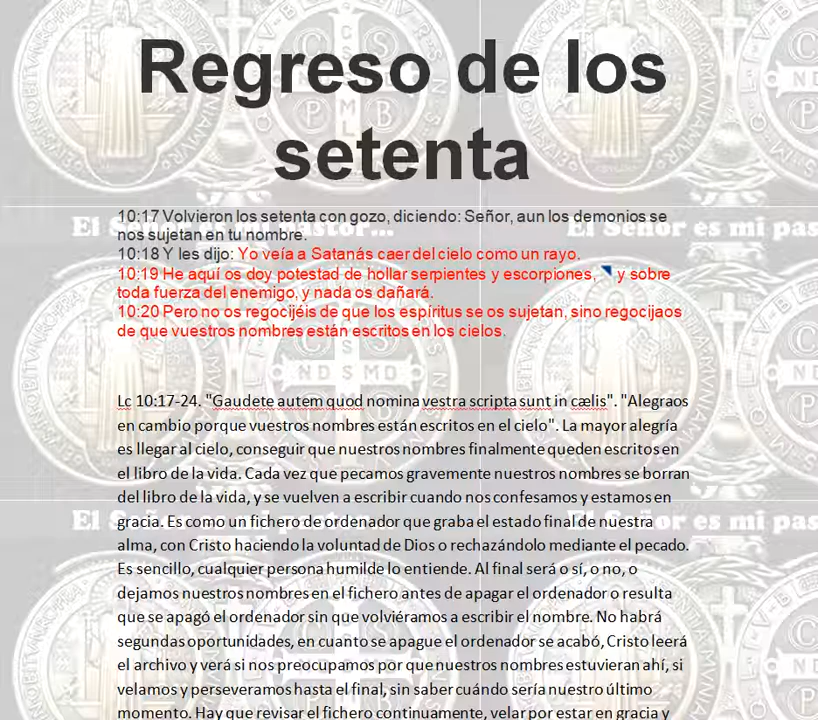 Regreso de los
setenta
10:17 Volvieron los setenta con gozo, diciendo: Señor, aun los demonios se
nos sujetan en tu nombre.
10:18 Y les dijo: Yo veía a Satanás caer del cielo como un rayo.
10:19 He aquí os doy potestad de hollar serpientes y escorpiones, y sobre
toda fuerza del enemigo, y nada os dañará.
10:20 Pero no os regocijéis de que los espíritus se os sujetan, sino regocijaos
de que vuestros nombres están escritos en los cielos.
Lc 10:17-24. "Gaudete autem quod nomina vestra scripta sunt in cælis". "Alegraos
en cambio porque vuestros nombres están escritos en el cielo". La mayor alegría
es llegar al cielo, conseguir que nuestros nombres finalmente queden escritos en
el libro de la vida. Cada vez que pecamos gravemente nuestros nombres se borran
del libro de la vida, y se vuelven a escribir cuando nos confesamos y estamos en
gracia. Es como un fichero de ordenador que graba el estado final de nuestra
alma, con Cristo haciendo la voluntad de Dios o rechazándolo mediante el pecado.
Es sencillo, cualquier persona humilde lo entiende. Al final será o sí, o no, o
dejamos nuestros nombres en el fichero antes de apagar el ordenador o resulta
que se apagó el ordenador sin que volviéramos a escribir el nombre. No habrá
segundas oportunidades, en cuanto se apague el ordenador se acabó, Cristo leerá
el archivo y verá si nos preocupamos por que nuestros nombres estuvieran ahí, si
velamos y perseveramos hasta el final, sin saber cuándo sería nuestro último
momento. Hay que revisar el fichero continuamente, velar por estar en gracia y